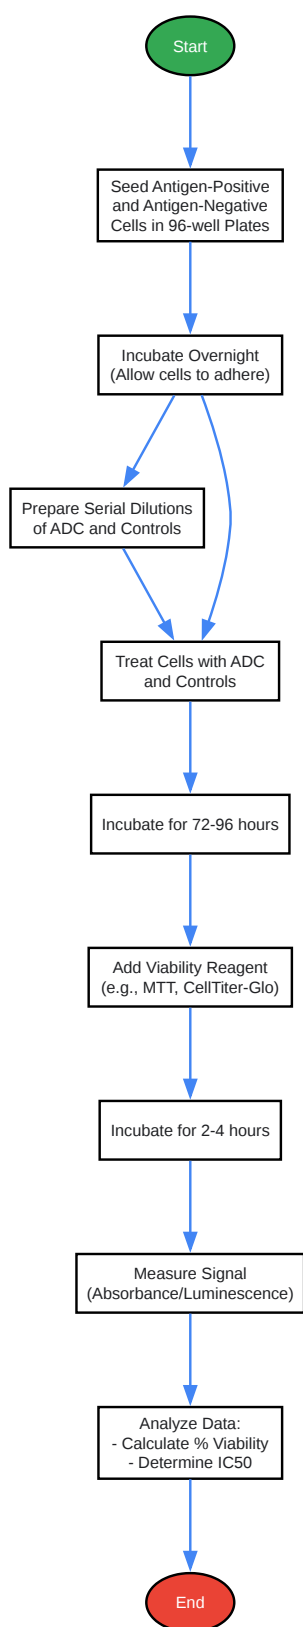 Start
Seed Antigen-Positive
and Antigen-Negative
Cells in 96-well Plates
Incubate Overnight
(Allow cells to adhere)
Prepare Serial Dilutions
of ADC and Controls
Treat Cells with ADC
and Controls
Incubate for 72-96 hours
Add Viability Reagent
(e.g., MTT, CellTiter-Glo)
Incubate for 2-4 hours
Measure Signal
(Absorbance/Luminescence)
Analyze Data:
- Calculate % Viability
- Determine IC50
End